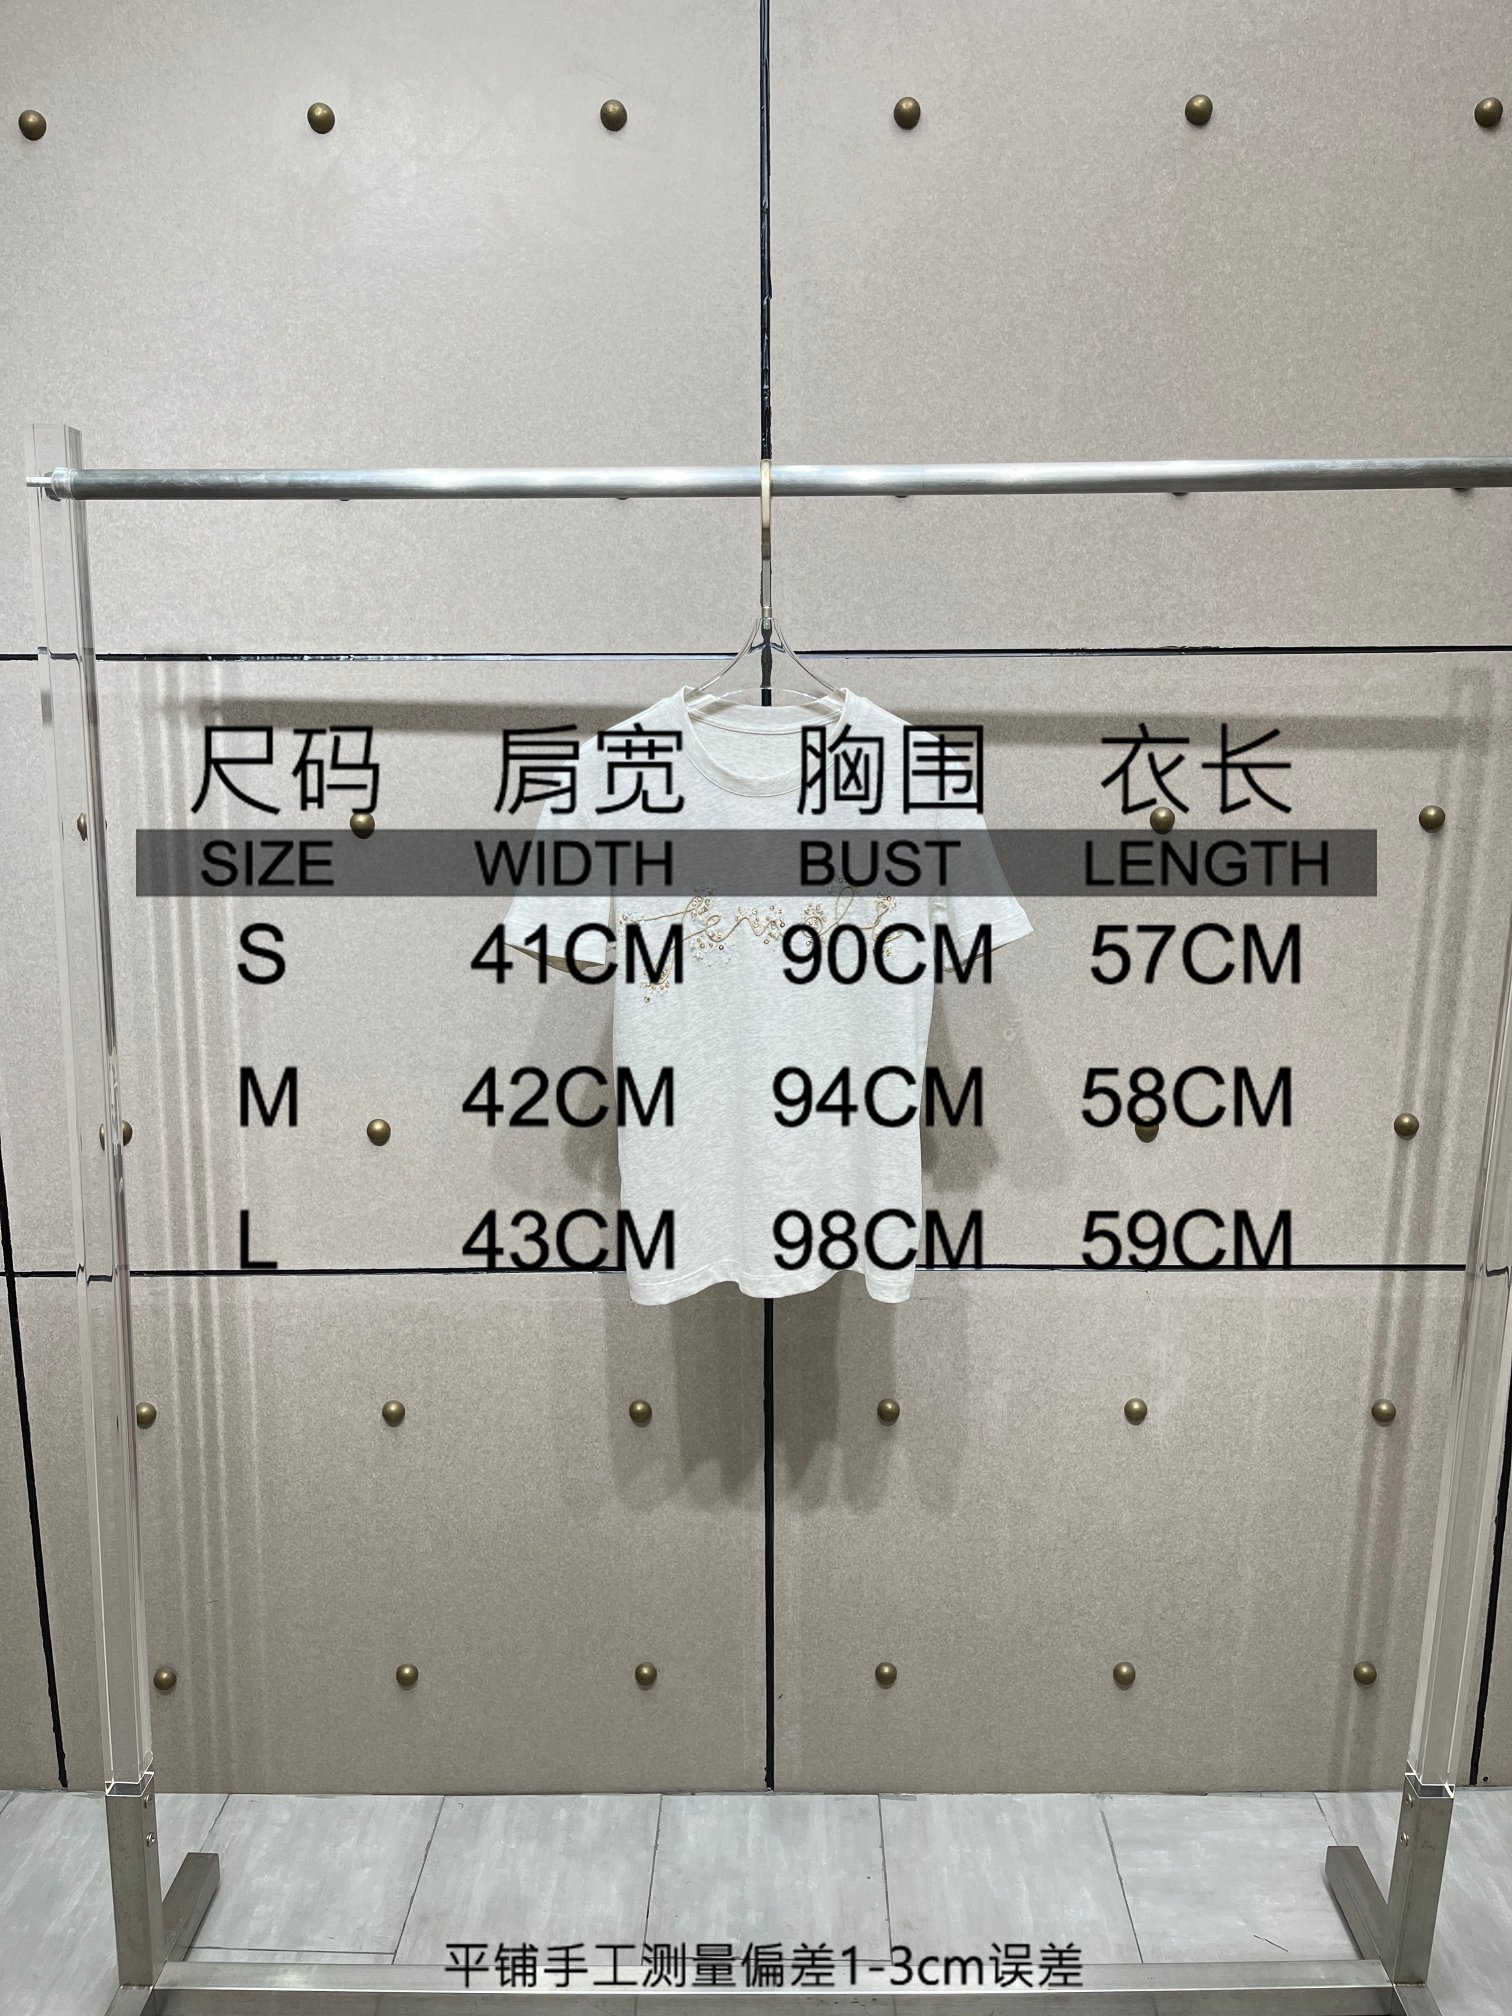 尺码 肩宽 胸围 衣长
SIZE WIDTH BUST LENGTH
S 41CM 90CM 57CM
M 42CM 94CM 58CM
L 43CM 98CM 59CM
平铺手工测量偏差1-3cm误差